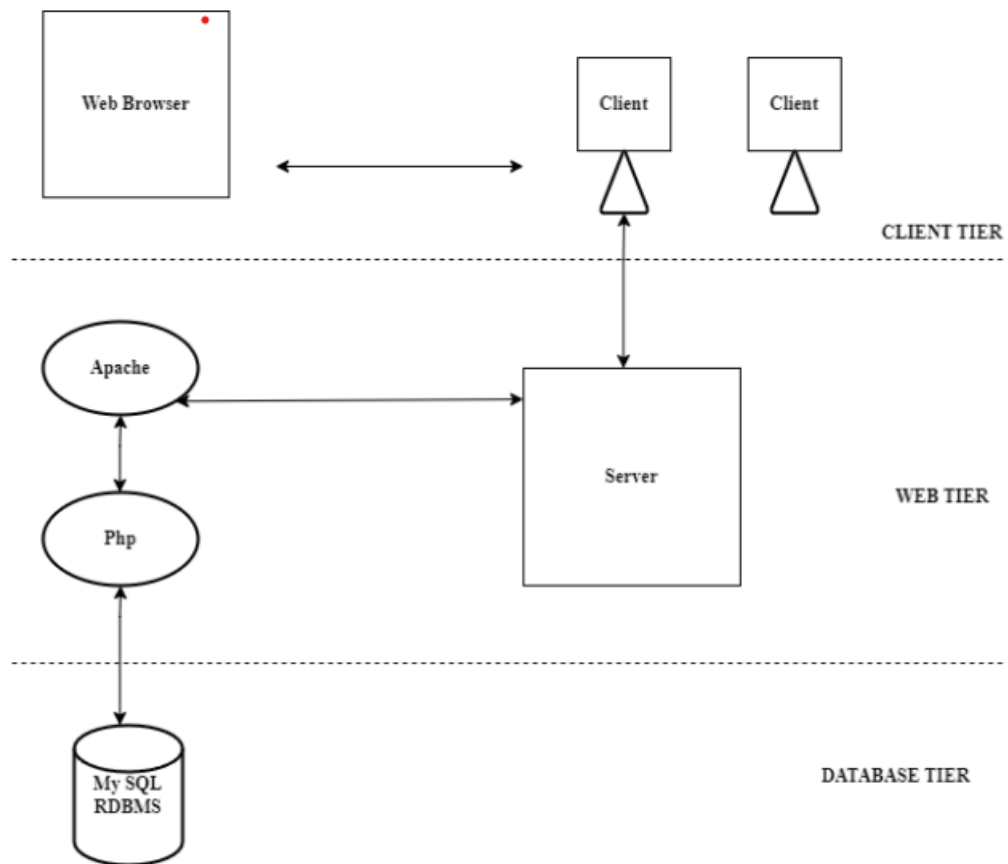 Web Browser
Client
Client
CLIENT TIER
Apache
Server
WEB TIER
Php
My SQL
RDBMS
DATABASE TIER